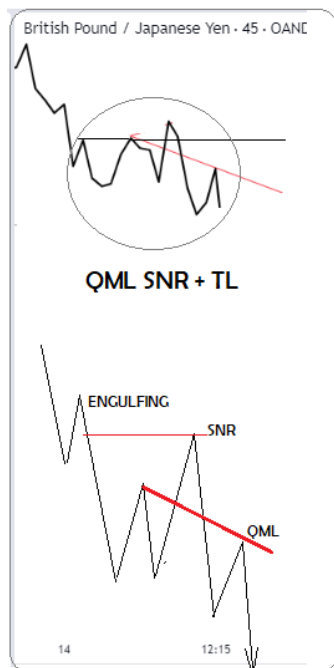 British Pound / Japanese Yen · 45 · OAND
QML SNR + TL
ENGULFING
SNR
QML
14 12:15